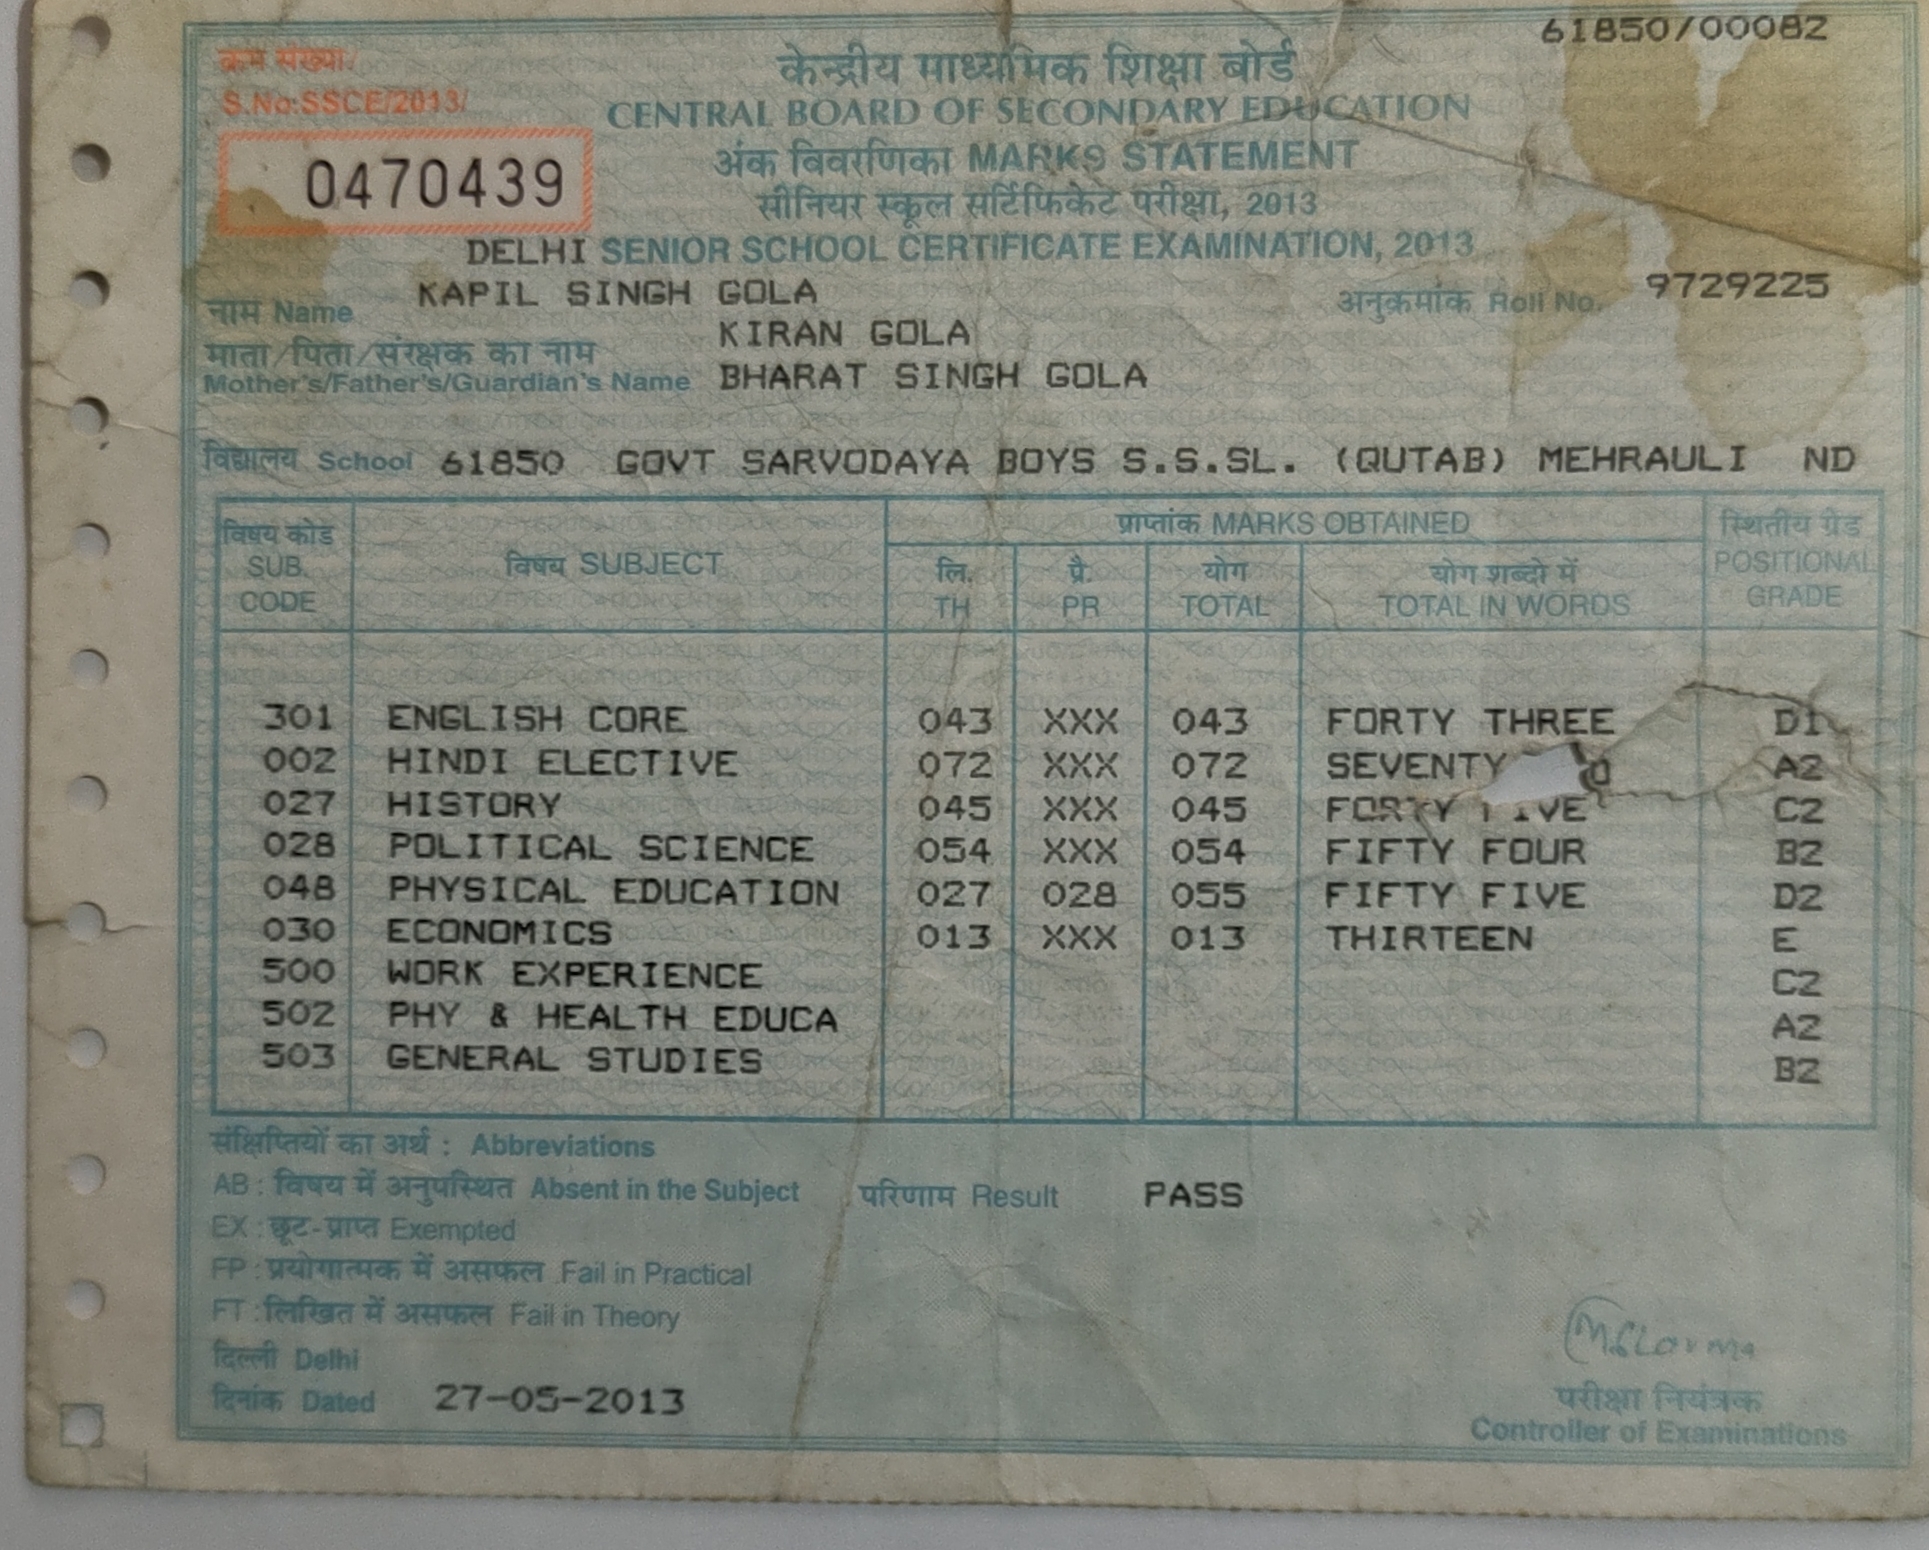 61850/00082
क्रम संख्या/
S.No:SSCE/2013/
0470439
केन्द्रीय माध्यमिक शिक्षा बोर्ड
CENTRAL BOARD OF SECONDARY EDUCATION
अंक विवरणिका MARKS STATEMENT
सीनियर स्कूल सर्टिफिकेट परीक्षा, 2013
DELHI SENIOR SCHOOL CERTIFICATE EXAMINATION, 2013
नाम Name KAPIL SINGH GOLA अनुक्रमांक Roll No. 9729225
माता/पिता/संरक्षक का नाम KIRAN GOLA
Mother's/Father's/Guardian's Name BHARAT SINGH GOLA
विद्यालय School 61850 GOVT SARVODAYA BOYS S.S.SL. (QUTAB) MEHRAULI ND
विषय कोड SUB. CODE विषय SUBJECT प्राप्तांक MARKS OBTAINED स्थितीय ग्रेड POSITIONAL GRADE
लि. TH प्रै. PR योग TOTAL योग शब्दो में TOTAL IN WORDS
301 ENGLISH CORE 043 XXX 043 FORTY THREE D1
002 HINDI ELECTIVE 072 XXX 072 SEVENTY A2
027 HISTORY 045 XXX 045 FORTY C2
028 POLITICAL SCIENCE 054 XXX 054 FIFTY FOUR B2
048 PHYSICAL EDUCATION 027 028 055 FIFTY FIVE D2
030 ECONOMICS 013 XXX 013 THIRTEEN E
500 WORK EXPERIENCE C2
502 PHY & HEALTH EDUCA A2
503 GENERAL STUDIES B2
संक्षिप्तियों का अर्थ : Abbreviations
AB : विषय में अनुपस्थित Absent in the Subject परिणाम Result PASS
EX : छूट-प्राप्त Exempted
FP : प्रयोगात्मक में असफल Fail in Practical
FT : लिखित में असफल Fail in Theory
दिल्ली Delhi
दिनांक Dated 27-05-2013
परीक्षा नियंत्रक
Controller of Examinations